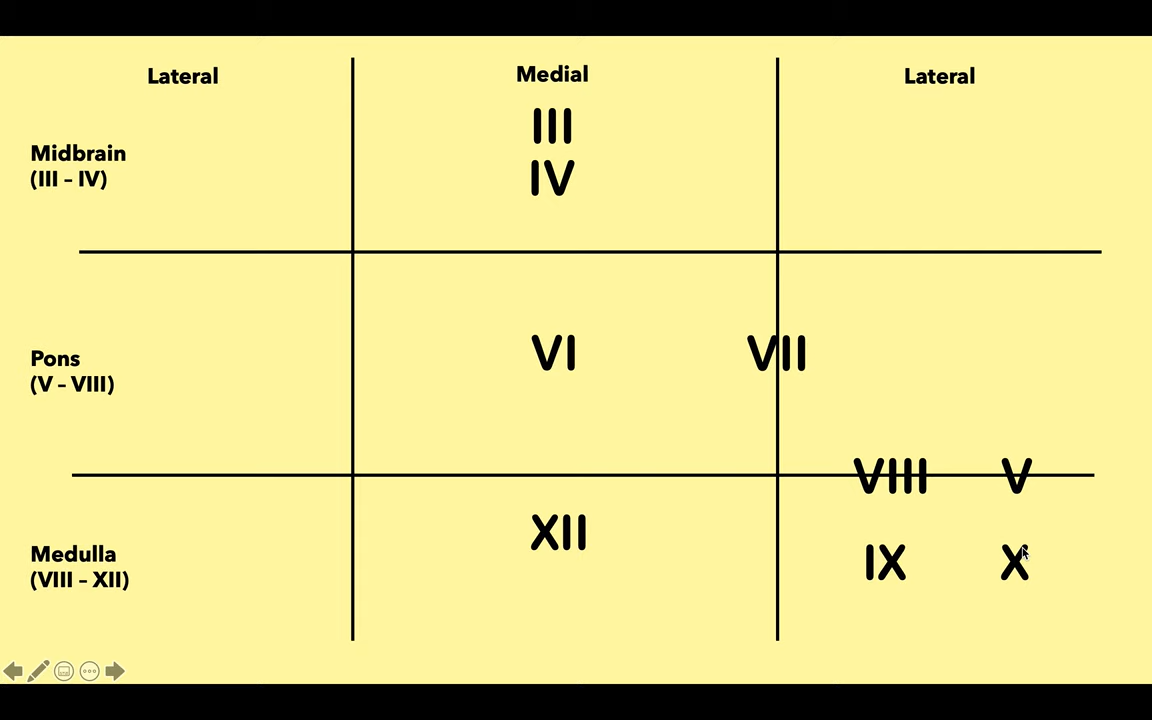 Lateral
Medial
Lateral
III
IV
Midbrain
(III – IV)
VI
VII
Pons
(V – VIII)
VIII
V
XII
IX
X
Medulla
(VIII – XII)